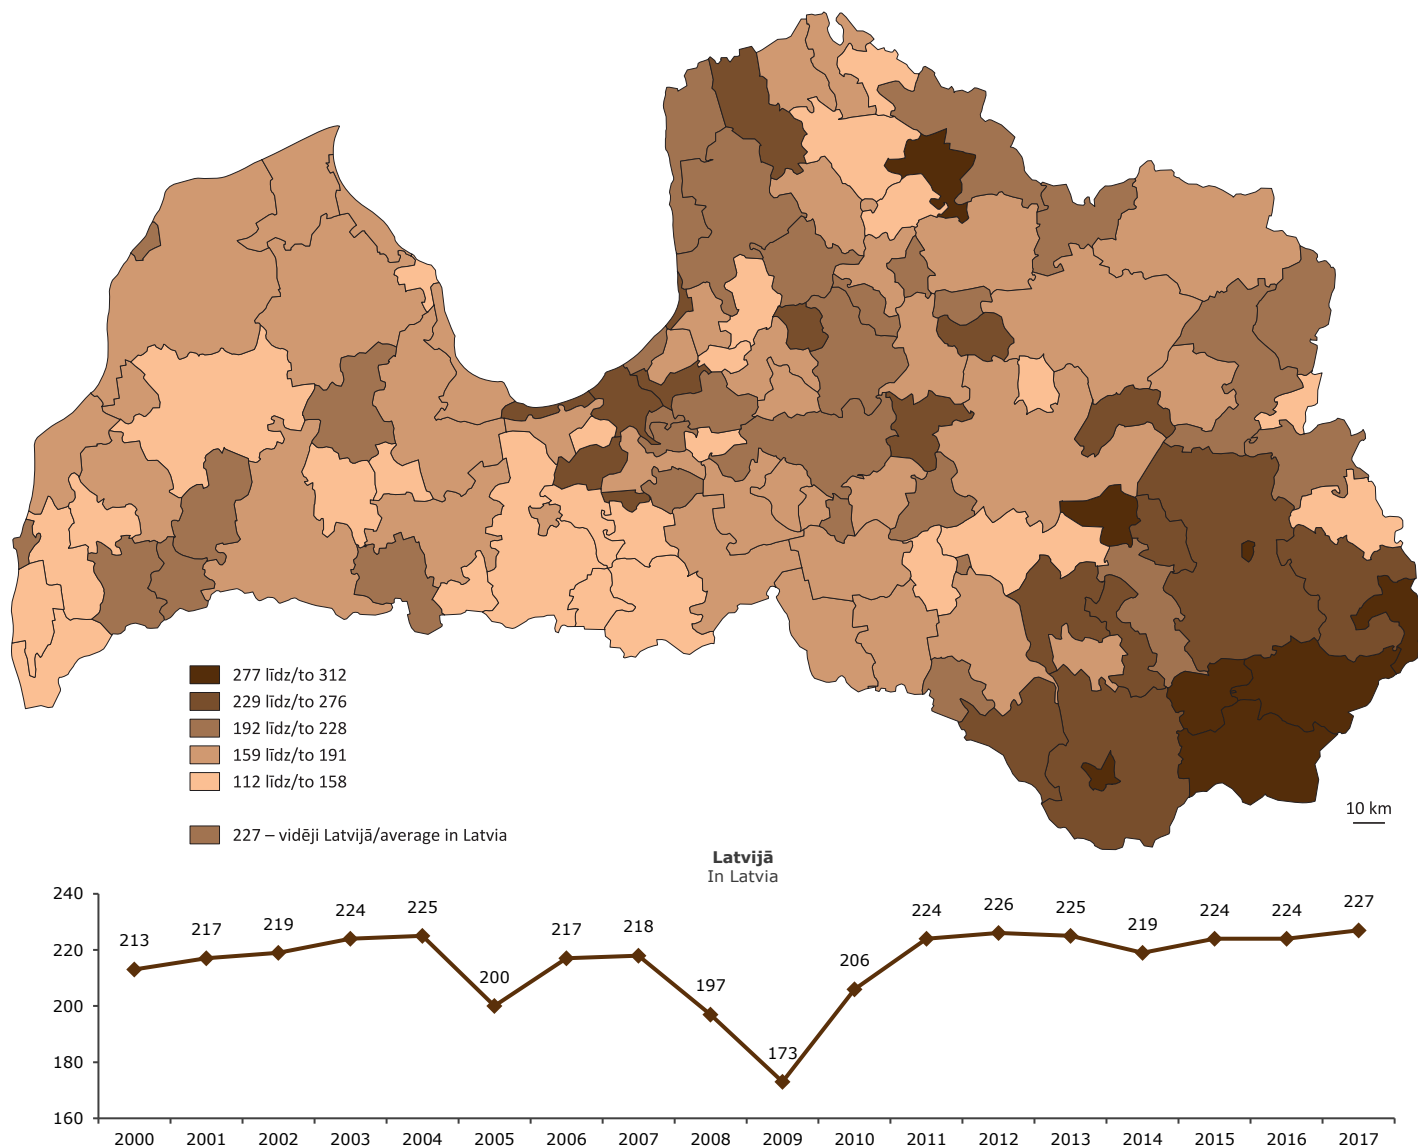 277 līdz/to 312
229 līdz/to 276
192 līdz/to 228
159 līdz/to 191
112 līdz/to 158
227 – vidēji Latvijā/average in Latvia
10 km
Latvijā
In Latvia
240
220
200
180
160
213
217
219
224
225
200
217
218
197
173
206
224
226
225
219
224
224
227
2000 2001 2002 2003 2004 2005 2006 2007 2008 2009 2010 2011 2012 2013 2014 2015 2016 2017